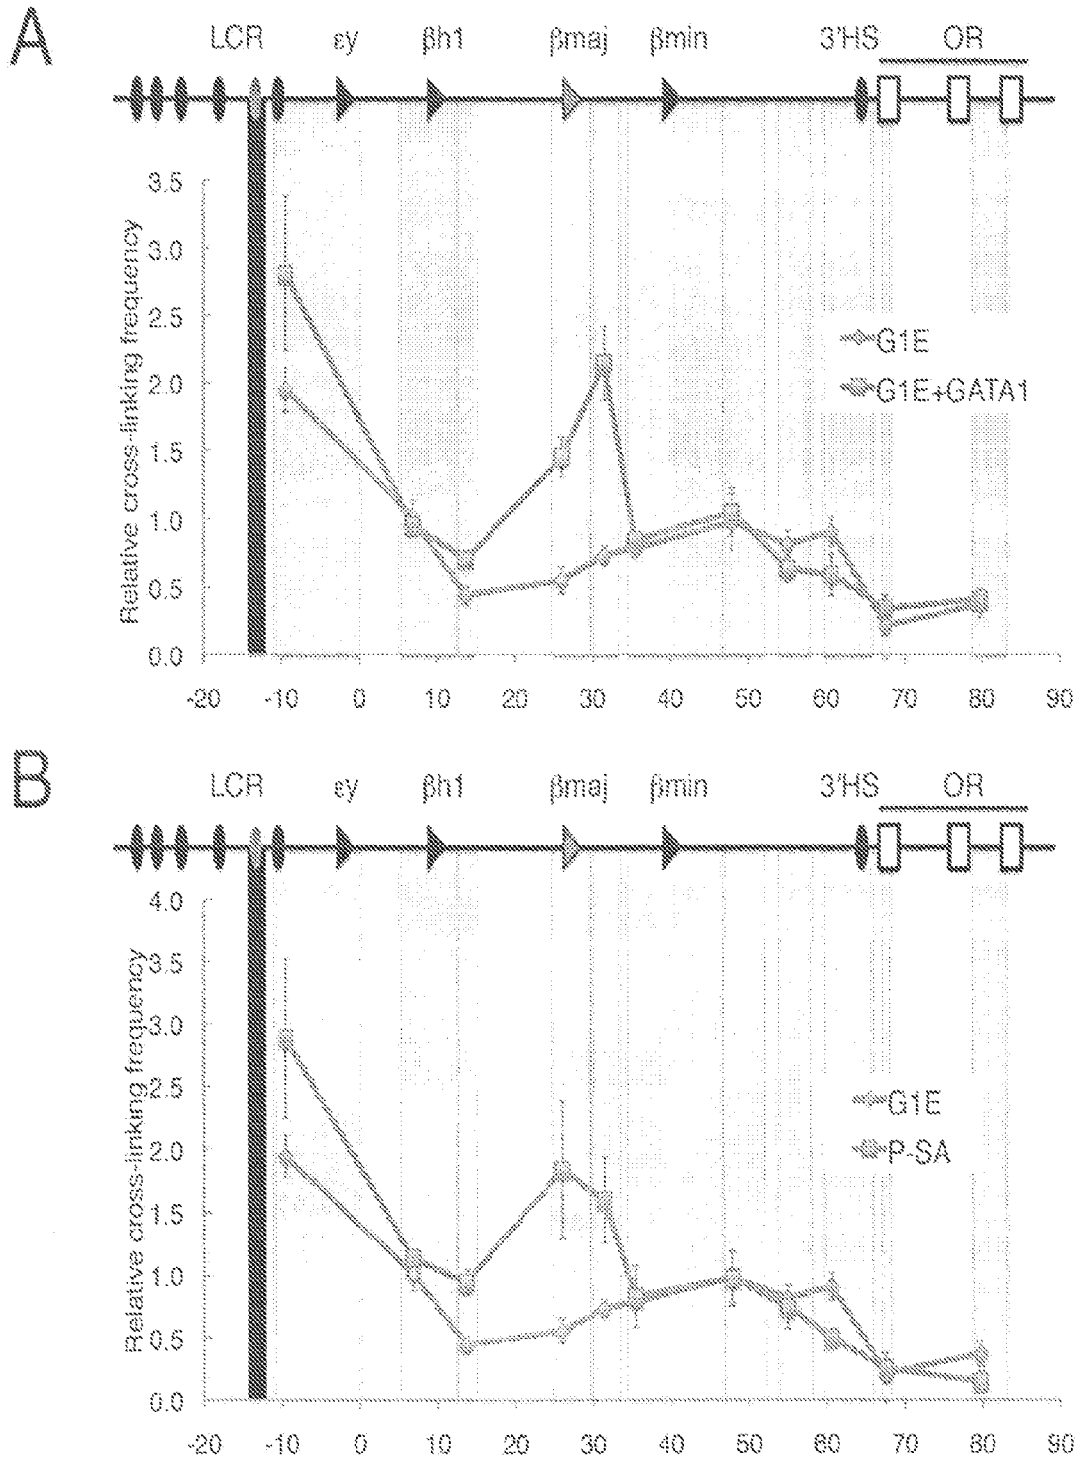 A
LCR εy βh1 βmaj βmin 3'HS OR
3.5
3.0
2.5
2.0
1.5
1.0
0.5
0.0
Relative cross-linking frequency
G1E
G1E+GATA1
-20 -10 0 10 20 30 40 50 60 70 80 90
B
LCR εy βh1 βmaj βmin 3'HS OR
4.0
3.5
3.0
2.5
2.0
1.5
1.0
0.5
0.0
Relative cross-linking frequency
G1E
P-SA
-20 -10 0 10 20 30 40 50 60 70 80 90